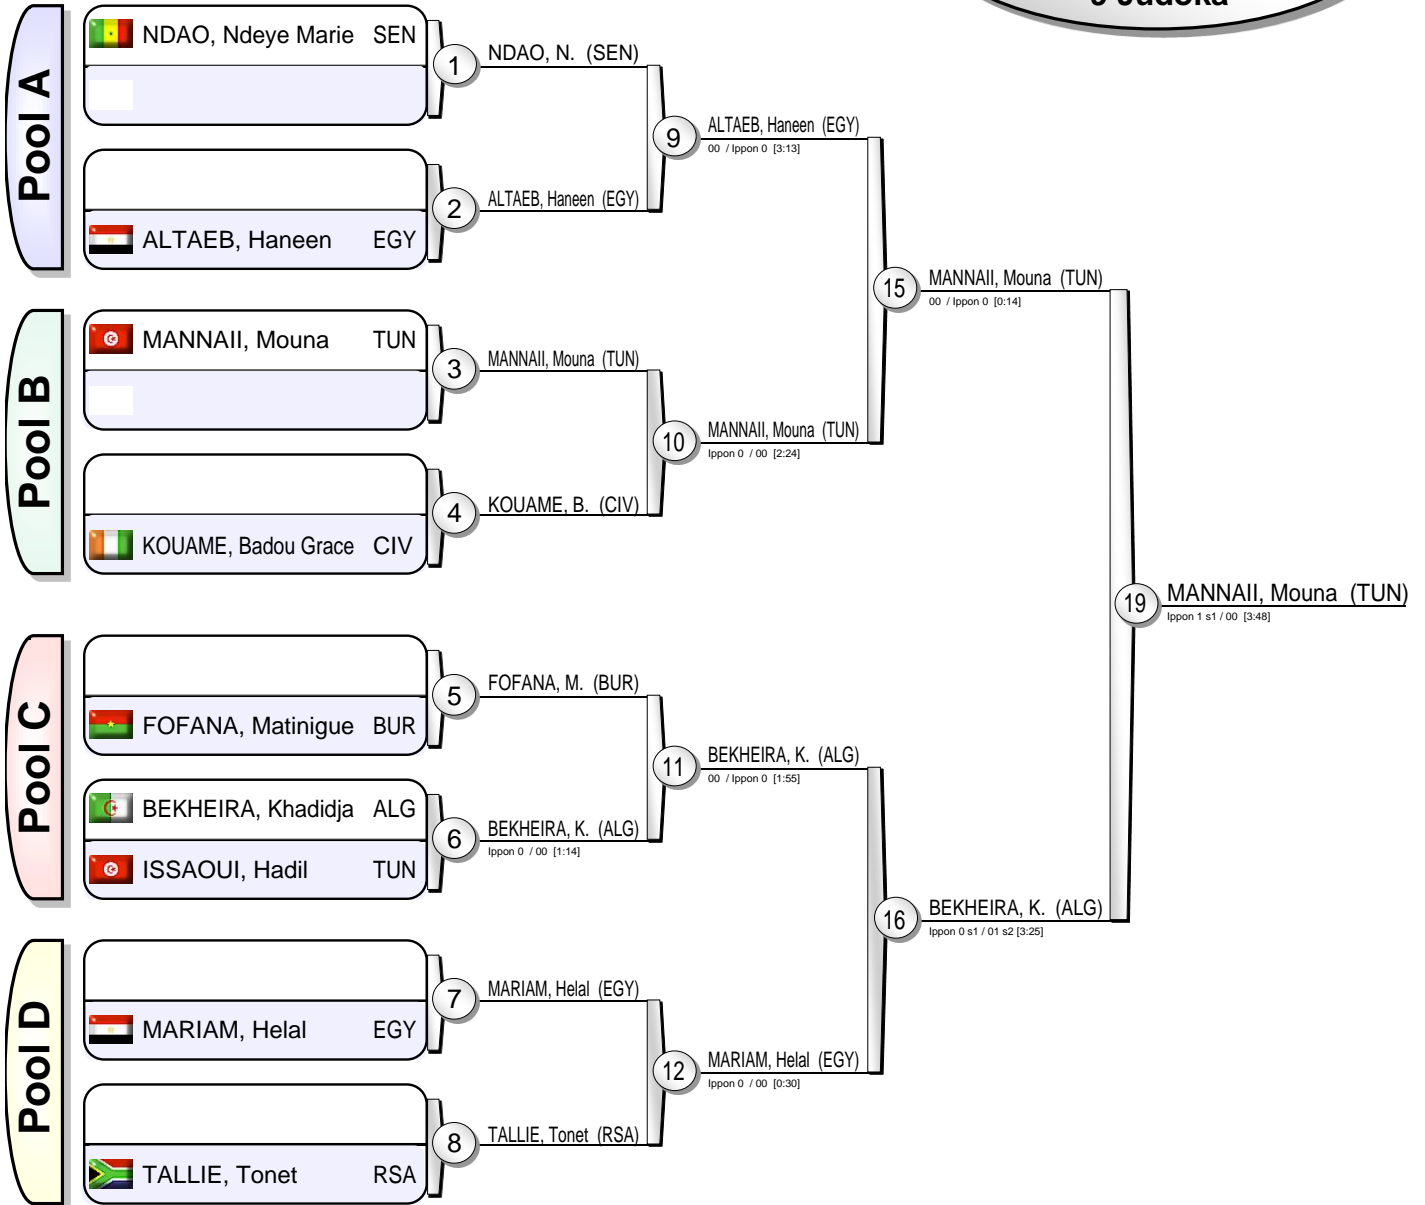 9 Judoka
Pool A
NDAO, Ndeye Marie SEN
ALTAEB, Haneen EGY
1
NDAO, N. (SEN)
2
ALTAEB, Haneen (EGY)
9
ALTAEB, Haneen (EGY)
00 / Ippon 0 [3:13]
Pool B
MANNAII, Mouna TUN
KOUAME, Badou Grace CIV
3
MANNAII, Mouna (TUN)
4
KOUAME, B. (CIV)
10
MANNAII, Mouna (TUN)
Ippon 0 / 00 [2:24]
15
MANNAII, Mouna (TUN)
00 / Ippon 0 [0:14]
Pool C
FOFANA, Matinigue BUR
BEKHEIRA, Khadidja ALG
ISSAOUI, Hadil TUN
5
FOFANA, M. (BUR)
6
BEKHEIRA, K. (ALG)
Ippon 0 / 00 [1:14]
11
BEKHEIRA, K. (ALG)
00 / Ippon 0 [1:55]
Pool D
MARIAM, Helal EGY
TALLIE, Tonet RSA
7
MARIAM, Helal (EGY)
8
TALLIE, Tonet (RSA)
12
MARIAM, Helal (EGY)
Ippon 0 / 00 [0:30]
16
BEKHEIRA, K. (ALG)
Ippon 0 s1 / 01 s2 [3:25]
19
MANNAII, Mouna (TUN)
Ippon 1 s1 / 00 [3:48]